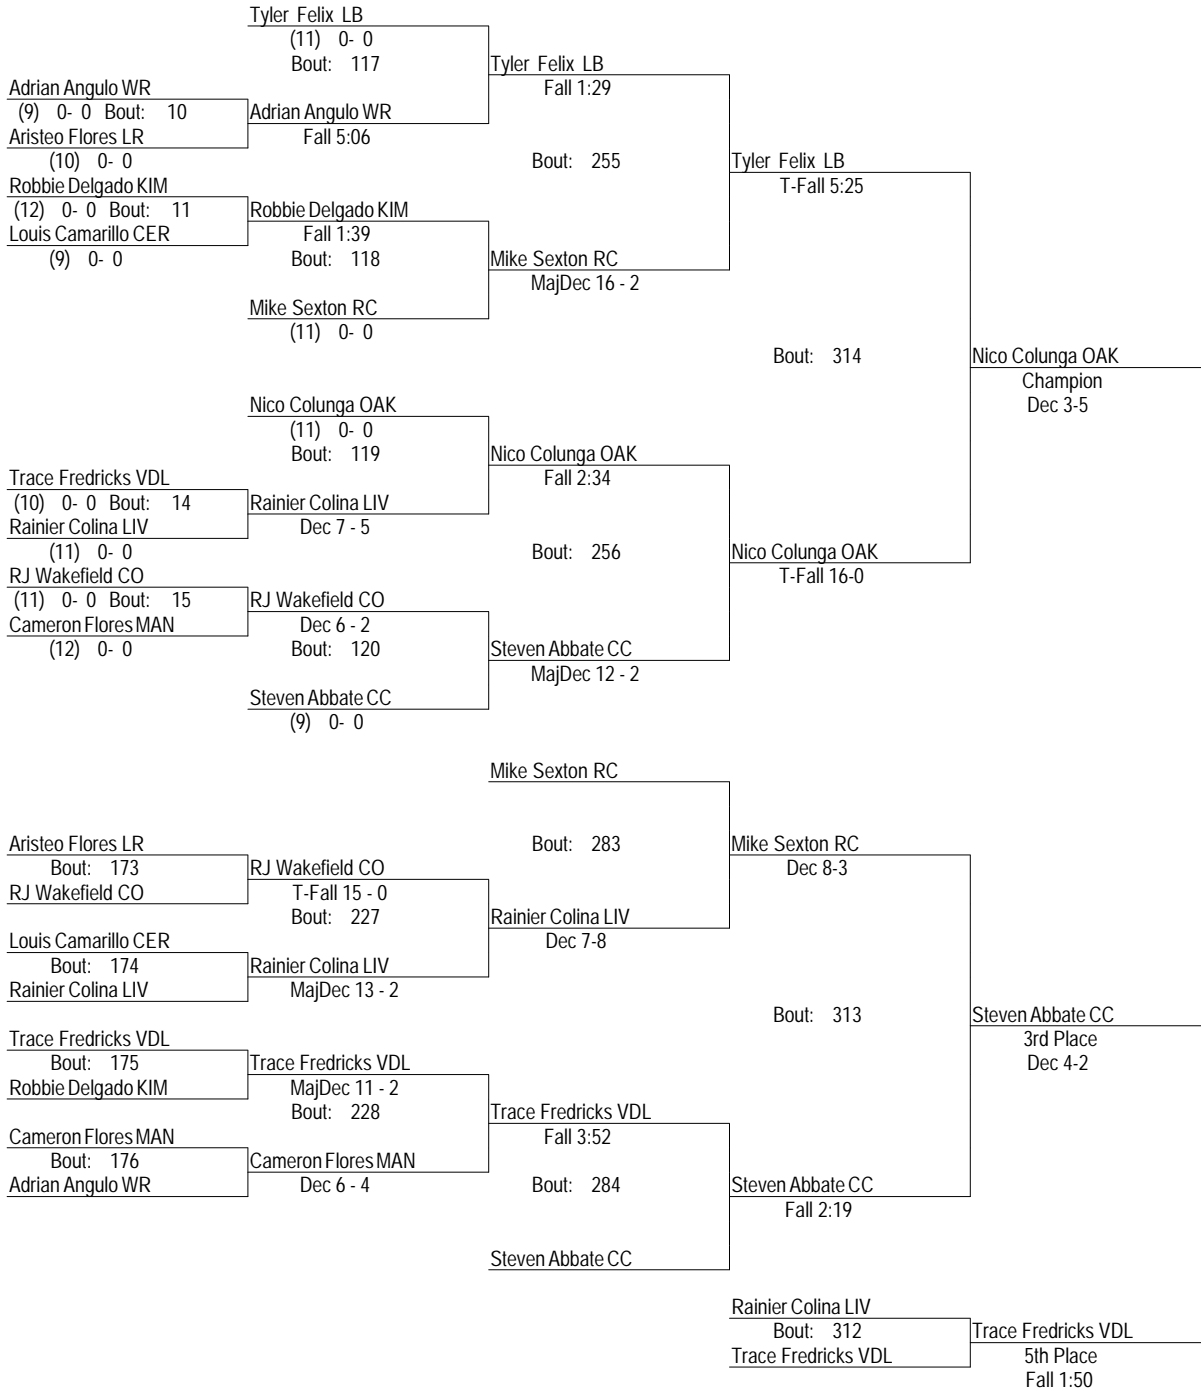 Tyler Felix LB
(11) 0- 0
Bout: 117
Tyler Felix LB
Fall 1:29
Adrian Angulo WR
(9) 0- 0 Bout: 10
Adrian Angulo WR
Aristeo Flores LR
Fall 5:06
(10) 0- 0
Bout: 255
Tyler Felix LB
T-Fall 5:25
Robbie Delgado KIM
(12) 0- 0 Bout: 11
Robbie Delgado KIM
Louis Camarillo CER
Fall 1:39
(9) 0- 0
Bout: 118
Mike Sexton RC
MajDec 16 - 2
Mike Sexton RC
(11) 0- 0
Bout: 314
Nico Colunga OAK
Champion
Dec 3-5
Nico Colunga OAK
(11) 0- 0
Bout: 119
Nico Colunga OAK
Fall 2:34
Trace Fredricks VDL
(10) 0- 0 Bout: 14
Rainier Colina LIV
Rainier Colina LIV
Dec 7 - 5
(11) 0- 0
Bout: 256
Nico Colunga OAK
T-Fall 16-0
RJ Wakefield CO
(11) 0- 0 Bout: 15
RJ Wakefield CO
Cameron Flores MAN
Dec 6 - 2
(12) 0- 0
Bout: 120
Steven Abbate CC
MajDec 12 - 2
Steven Abbate CC
(9) 0- 0
Mike Sexton RC
Aristeo Flores LR
Bout: 283
Mike Sexton RC
Bout: 173
RJ Wakefield CO
Dec 8-3
RJ Wakefield CO
T-Fall 15 - 0
Bout: 227
Rainier Colina LIV
Louis Camarillo CER
Dec 7-8
Bout: 174
Rainier Colina LIV
Rainier Colina LIV
MajDec 13 - 2
Bout: 313
Steven Abbate CC
Trace Fredricks VDL
3rd Place
Bout: 175
Trace Fredricks VDL
Dec 4-2
Robbie Delgado KIM
MajDec 11 - 2
Bout: 228
Trace Fredricks VDL
Cameron Flores MAN
Fall 3:52
Bout: 176
Cameron Flores MAN
Adrian Angulo WR
Dec 6 - 4
Bout: 284
Steven Abbate CC
Fall 2:19
Steven Abbate CC
Rainier Colina LIV
Bout: 312
Trace Fredricks VDL
Trace Fredricks VDL
5th Place
Fall 1:50